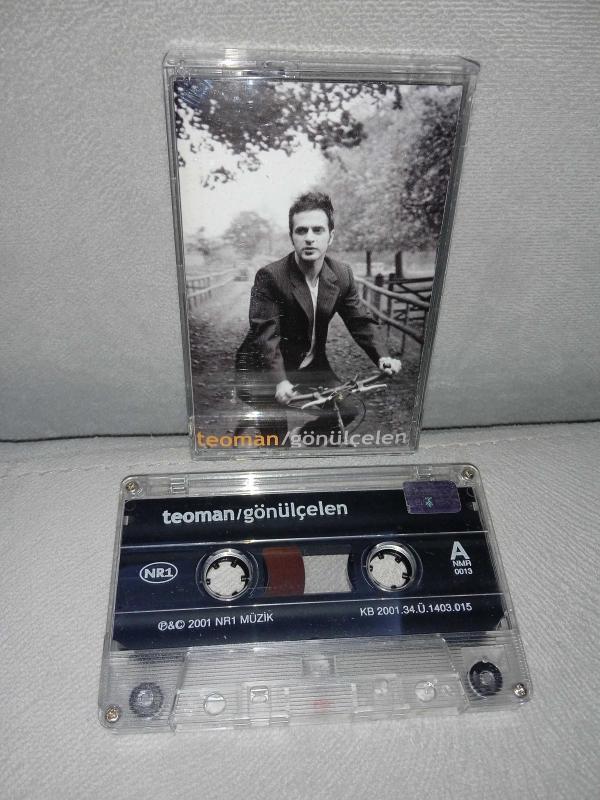 teoman/gönülçelen
teoman/gönülçelen
NR1
A
NMR
0013
℗&© 2001 NR1 MÜZİK
KB 2001.34.Ü.1403.015